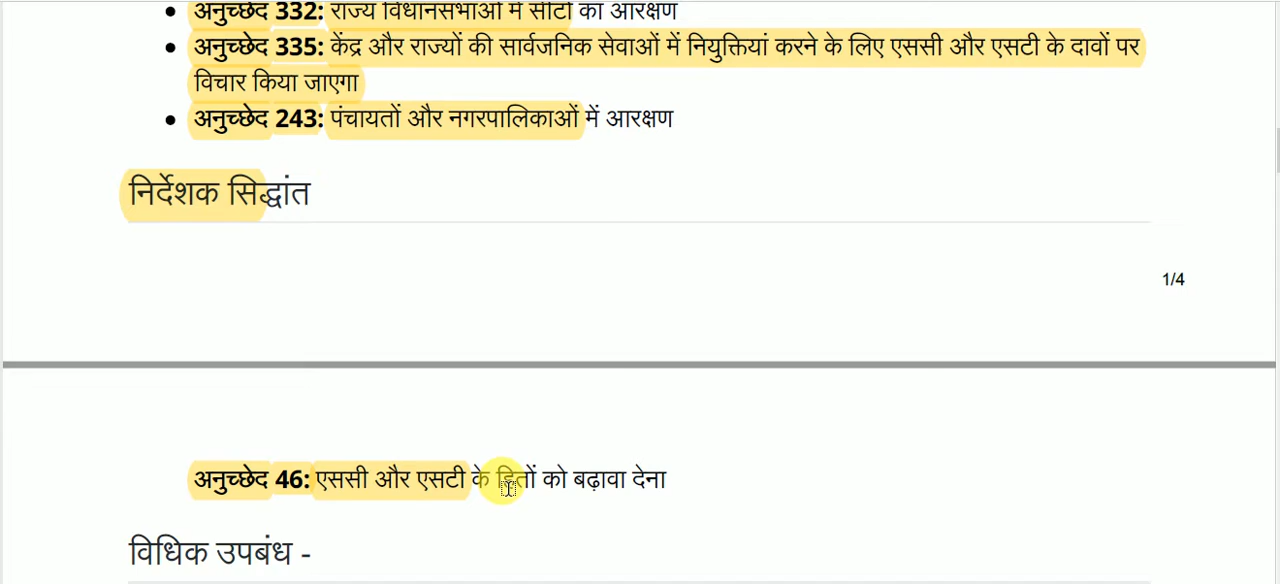 अनुच्छेद 332: राज्य विधानसभाओं में सीटों का आरक्षण
अनुच्छेद 335: केंद्र और राज्यों की सार्वजनिक सेवाओं में नियुक्तियां करने के लिए एससी और एसटी के दावों पर
विचार किया जाएगा
अनुच्छेद 243: पंचायतों और नगरपालिकाओं में आरक्षण
निर्देशक सिद्धांत
1/4
अनुच्छेद 46: एससी और एसटी के हितों को बढ़ावा देना
विधिक उपबंध -